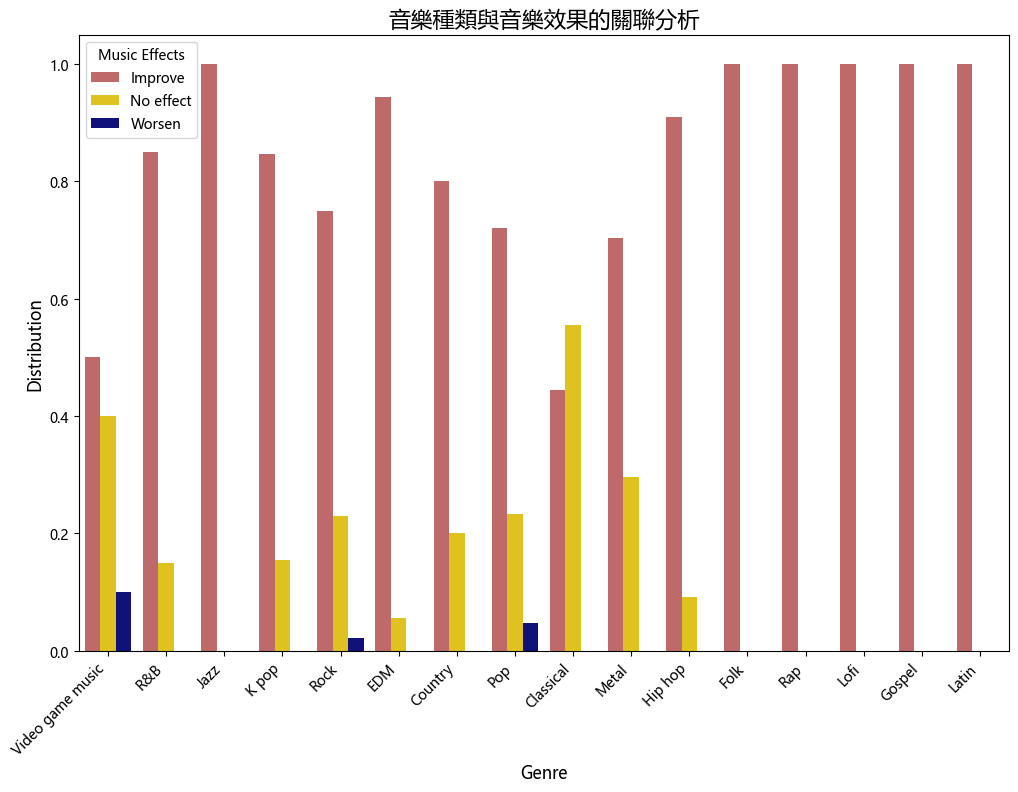 音樂種類與音樂效果的關聯分析
Music Effects
Improve
No effect
Worsen
Distribution
1.0
0.8
0.6
0.4
0.2
0.0
Video game music
R&B
Jazz
K pop
Rock
EDM
Country
Pop
Classical
Metal
Hip hop
Folk
Rap
Lofi
Gospel
Latin
Genre